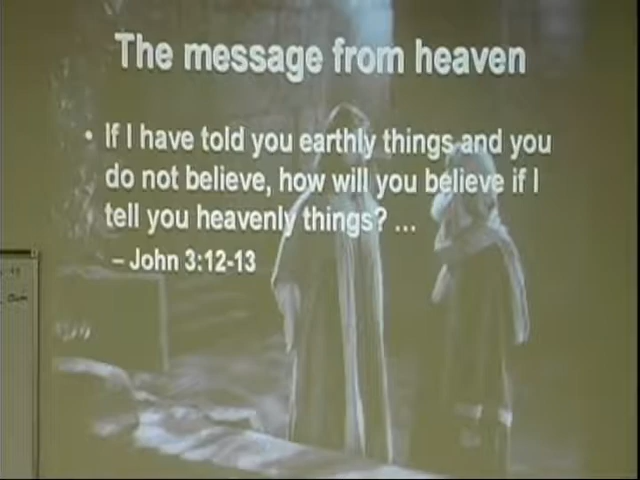 The message from heaven
• If I have told you earthly things and you
do not believe, how will you believe if I
tell you heavenly things? ...
– John 3:12-13